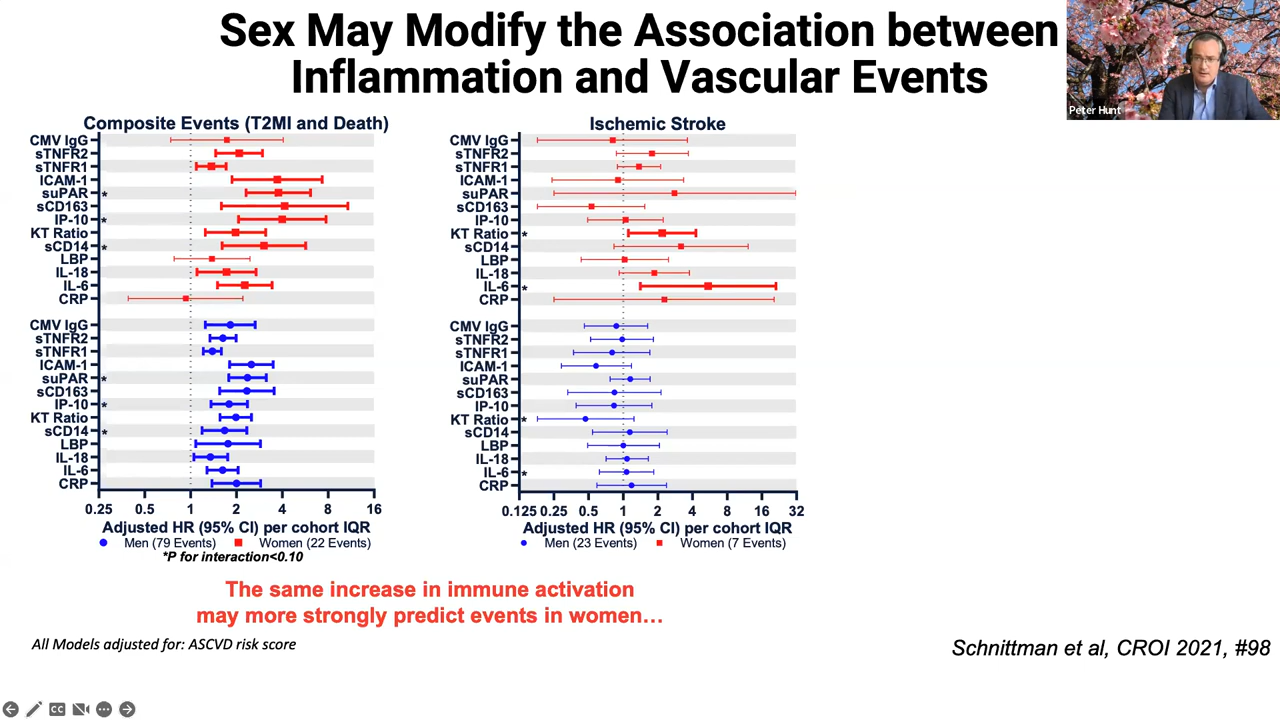 Sex May Modify the Association between
Inflammation and Vascular Events
Peter Hunt
Composite Events (T2MI and Death)
CMV IgG
sTNFR2
sTNFR1
ICAM-1
suPAR *
sCD163
IP-10 *
KT Ratio
sCD14 *
LBP
IL-18
IL-6
CRP
CMV IgG
sTNFR2
sTNFR1
ICAM-1
suPAR *
sCD163
IP-10 *
KT Ratio
sCD14 *
LBP
IL-18
IL-6
CRP
0.25 0.5 1 2 4 8 16
Adjusted HR (95% CI) per cohort IQR
Men (79 Events) Women (22 Events)
*P for interaction<0.10
Ischemic Stroke
CMV IgG
sTNFR2
sTNFR1
ICAM-1
suPAR
sCD163
IP-10
KT Ratio *
sCD14
LBP
IL-18
IL-6 *
CRP
CMV IgG
sTNFR2
sTNFR1
ICAM-1
suPAR
sCD163
IP-10
KT Ratio *
sCD14
LBP
IL-18
IL-6 *
CRP
0.125 0.25 0.5 1 2 4 8 16 32
Adjusted HR (95% CI) per cohort IQR
Men (23 Events) Women (7 Events)
The same increase in immune activation
may more strongly predict events in women…
All Models adjusted for: ASCVD risk score
Schnittman et al, CROI 2021, #98
CC